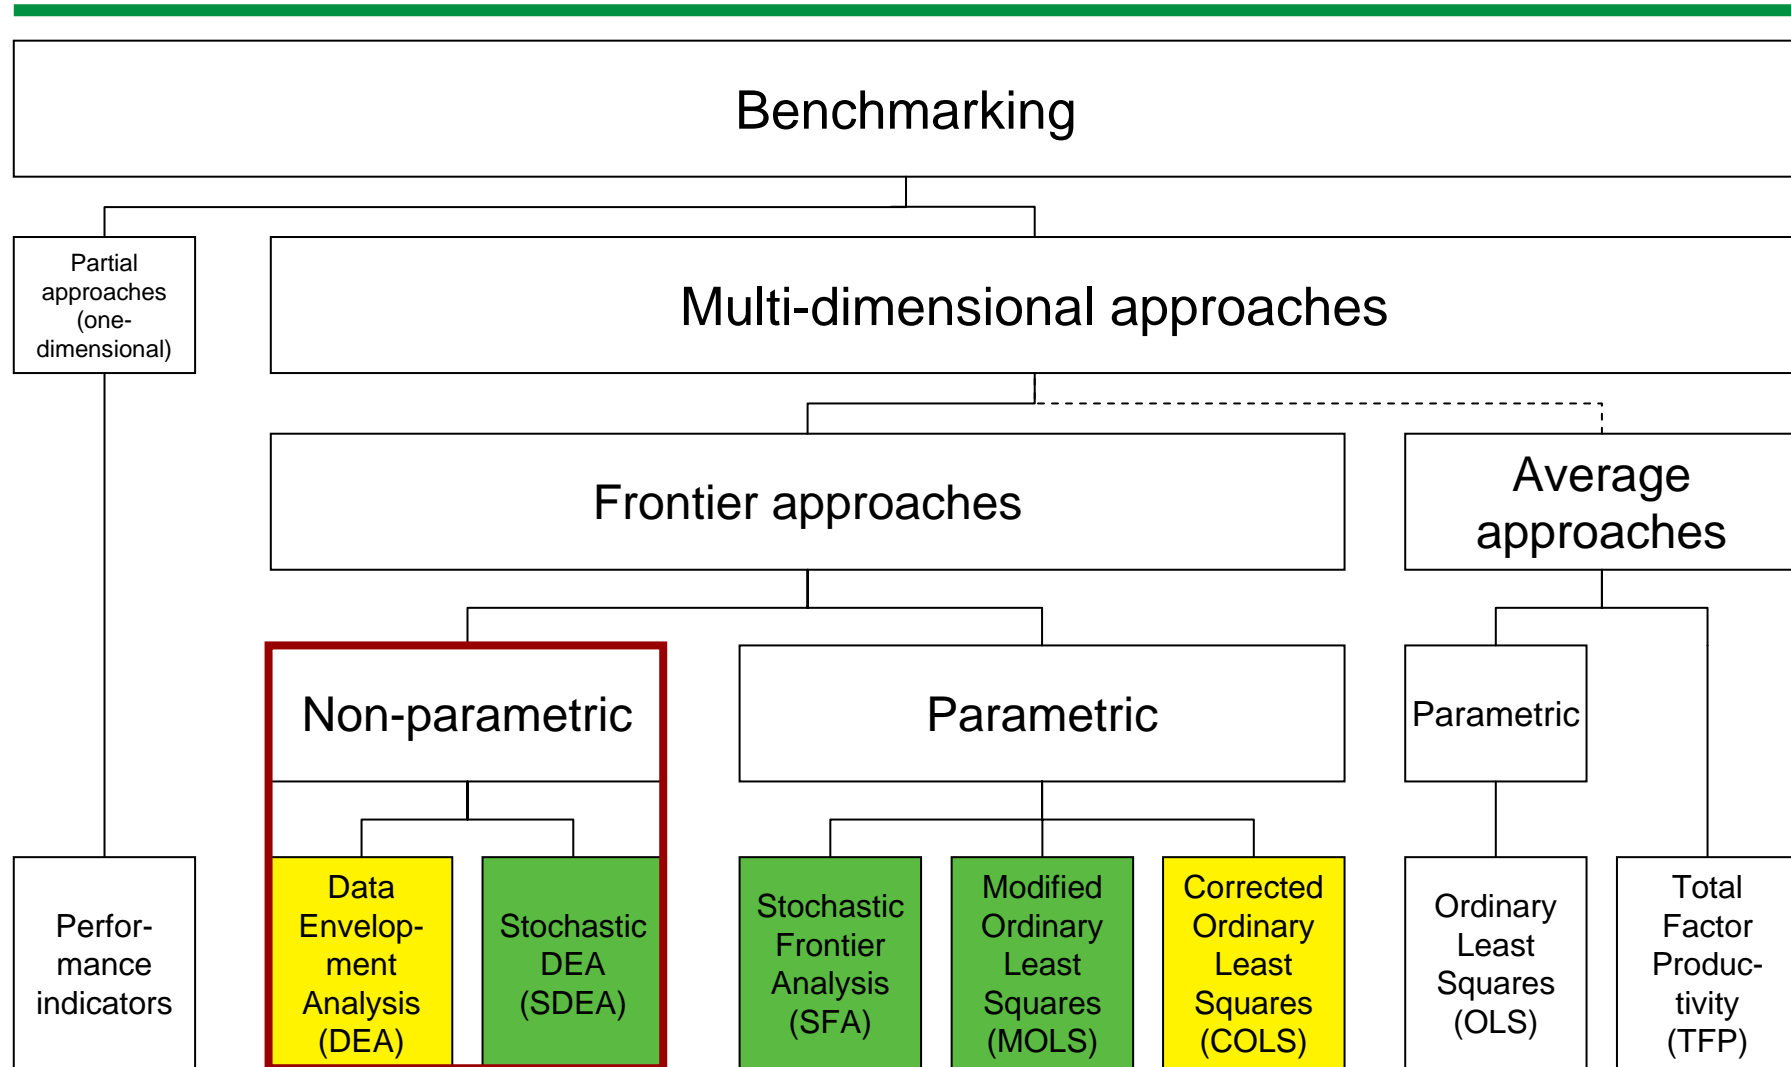 Benchmarking
Partial
approaches
(one-
dimensional)
Multi-dimensional approaches
Frontier approaches
Average
approaches
Non-parametric
Parametric
Parametric
Perfor-
mance
indicators
Data
Envelop-
ment
Analysis
(DEA)
Stochastic
DEA
(SDEA)
Stochastic
Frontier
Analysis
(SFA)
Modified
Ordinary
Least
Squares
(MOLS)
Corrected
Ordinary
Least
Squares
(COLS)
Ordinary
Least
Squares
(OLS)
Total
Factor
Produc-
tivity
(TFP)